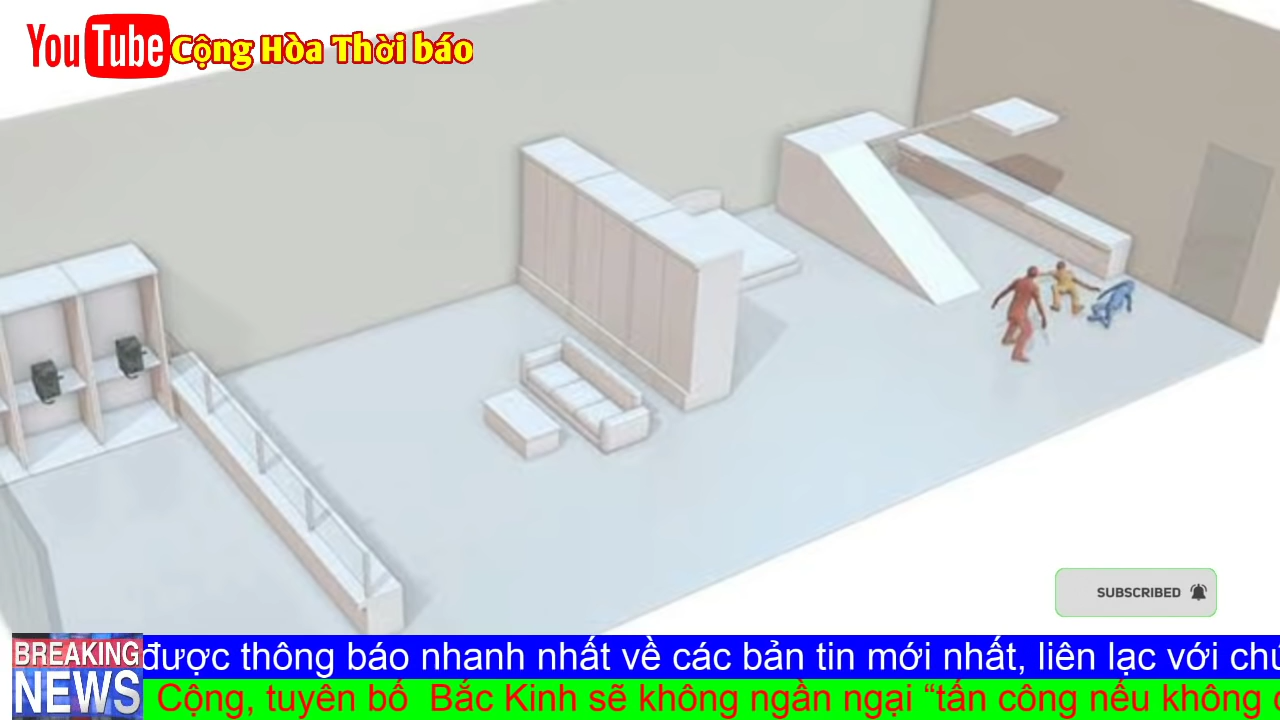 YouTube Cộng Hòa Thời báo
SUBSCRIBED
BREAKING
NEWS
được thông báo nhanh nhất về các bản tin mới nhất, liên lạc với
Cộng, tuyên bố Bắc Kinh sẽ không ngần ngại “tấn công nếu không